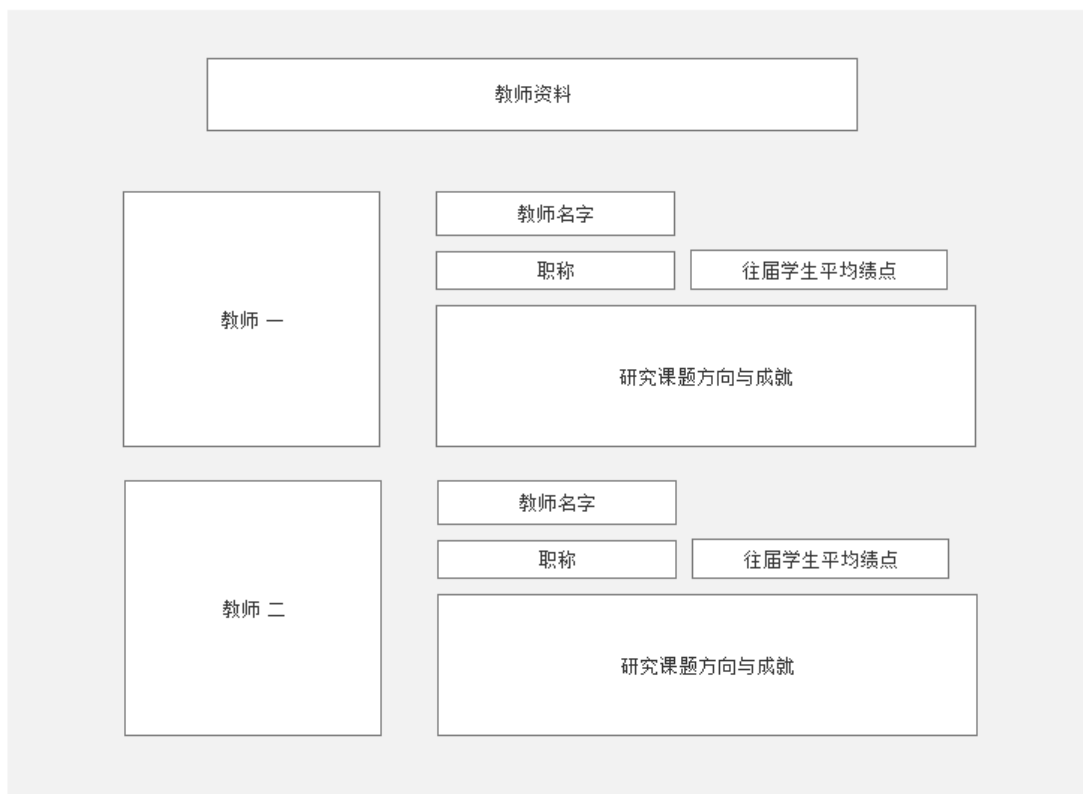 教师资料
教师 一
教师名字
职称
往届学生平均绩点
研究课题方向与成就
教师 二
教师名字
职称
往届学生平均绩点
研究课题方向与成就